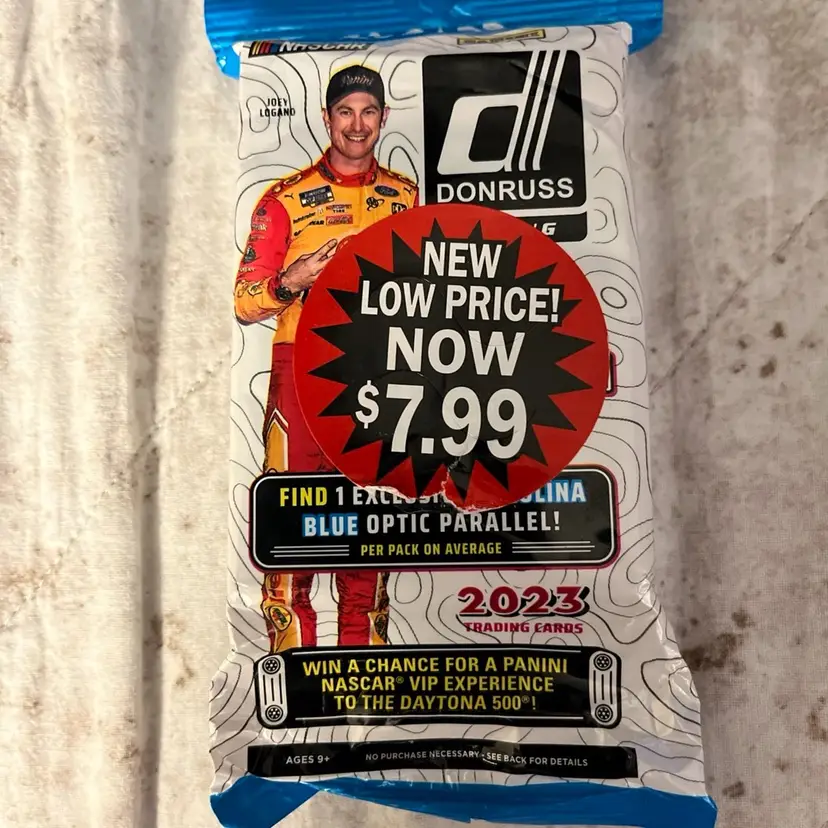 NASCAR
JOEY
LOGANO
Panini
DONRUSS
NEW
LOW PRICE!
NOW
$7.99
FIND 1
BLUE OPTIC PARALLEL!
PER PACK ON AVERAGE
2023
TRADING CARDS
WIN A CHANCE FOR A PANINI
NASCAR® VIP EXPERIENCE
TO THE DAYTONA 500®!
AGES 9+
NO PURCHASE NECESSARY - SEE BACK FOR DETAILS